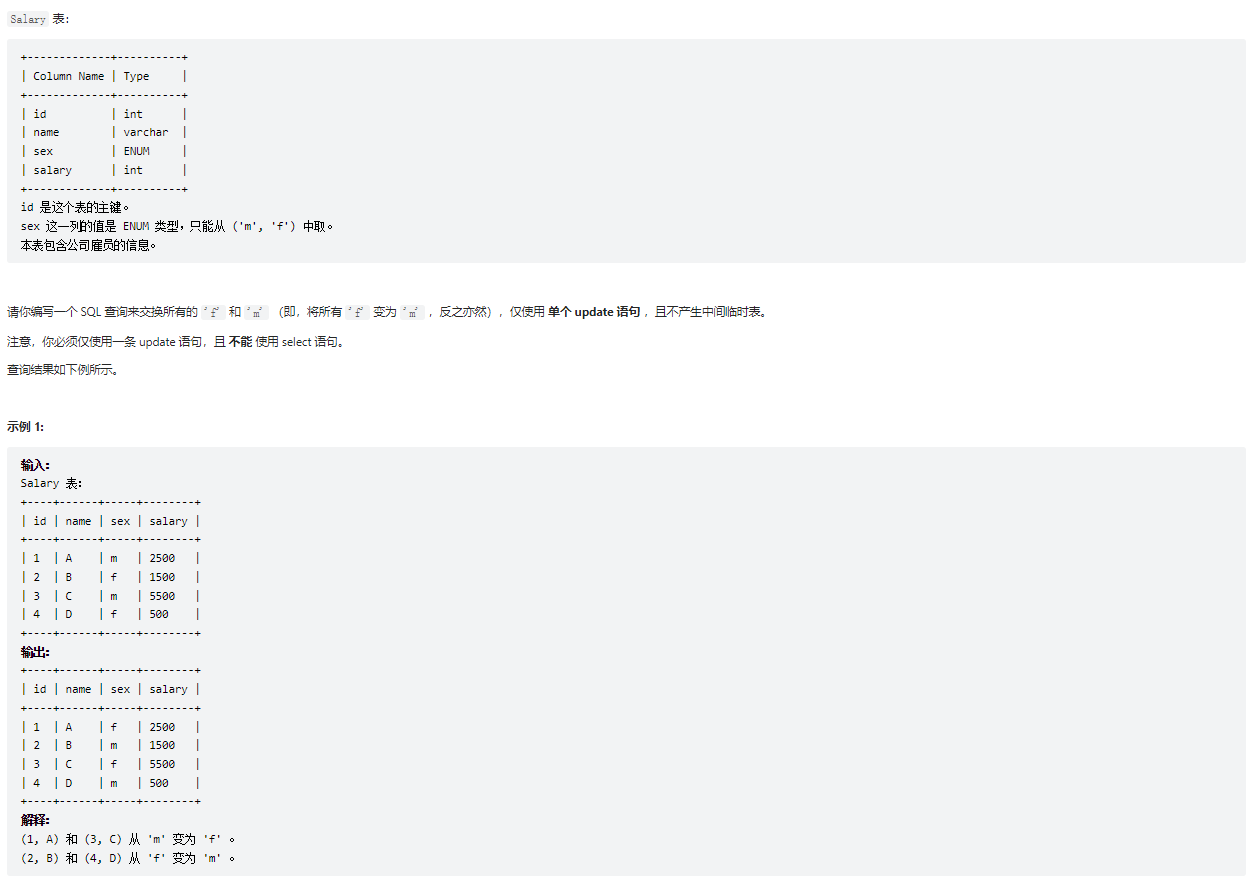 Salary 表：
+-------------+----------+
| Column Name | Type     |
+-------------+----------+
| id          | int      |
| name        | varchar  |
| sex         | ENUM     |
| salary      | int      |
+-------------+----------+
id 是这个表的主键。
sex 这一列的值是 ENUM 类型，只能从 ('m', 'f') 中取。
本表包含公司雇员的信息。
请你编写一个 SQL 查询来交换所有的 'f' 和 'm' （即，将所有 'f' 变为 'm' ，反之亦然），仅使用 单个 update 语句 ，且不产生中间临时表。
注意，你必须仅使用一条 update 语句，且 不能 使用 select 语句。
查询结果如下例所示。
示例 1:
输入：
Salary 表：
+----+------+-----+--------+
| id | name | sex | salary |
+----+------+-----+--------+
| 1  | A    | m   | 2500   |
| 2  | B    | f   | 1500   |
| 3  | C    | m   | 5500   |
| 4  | D    | f   | 500    |
+----+------+-----+--------+
输出：
+----+------+-----+--------+
| id | name | sex | salary |
+----+------+-----+--------+
| 1  | A    | f   | 2500   |
| 2  | B    | m   | 1500   |
| 3  | C    | f   | 5500   |
| 4  | D    | m   | 500    |
+----+------+-----+--------+
解释：
(1, A) 和 (3, C) 从 'm' 变为 'f' 。
(2, B) 和 (4, D) 从 'f' 变为 'm' 。